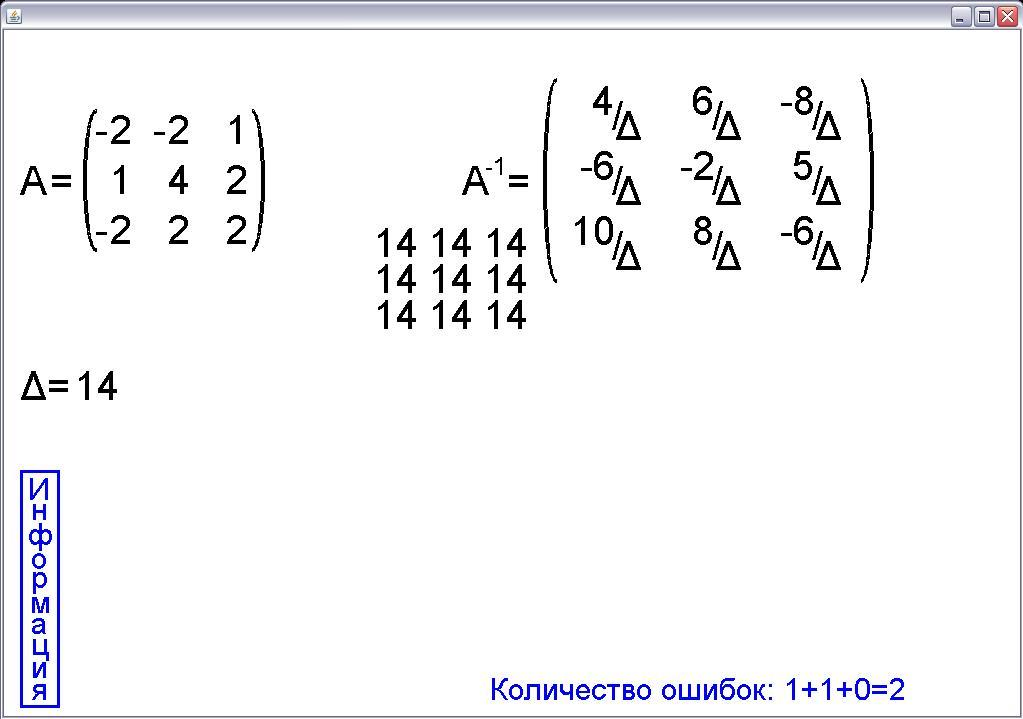 A = ( -2 -2 1
1 4 2
-2 2 2 )
A-1 = ( 4/Δ 6/Δ -8/Δ
-6/Δ -2/Δ 5/Δ
10/Δ 8/Δ -6/Δ )
14 14 14
14 14 14
14 14 14
Δ= 14
Информация
Количество ошибок: 1+1+0=2